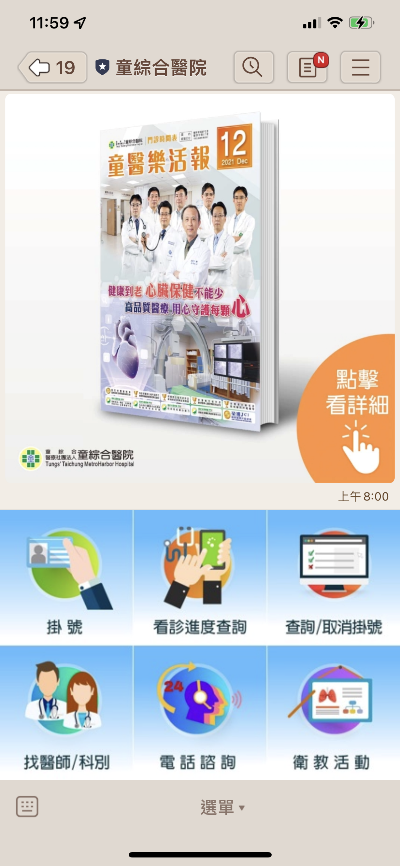 11:59
19
童綜合醫院
N
門診時間表
童醫樂活報
12
2021 Dec
健康到老 心臟保健不能少
高品質醫療 用心守護每顆心
點擊
看詳細
童綜合醫院
醫療社團法人
童綜合醫院
Tungs' Taichung MetroHarbor Hospital
上午 8:00
掛號
看診進度查詢
查詢/取消掛號
找醫師/科別
24
電話諮詢
衛教活動
選單